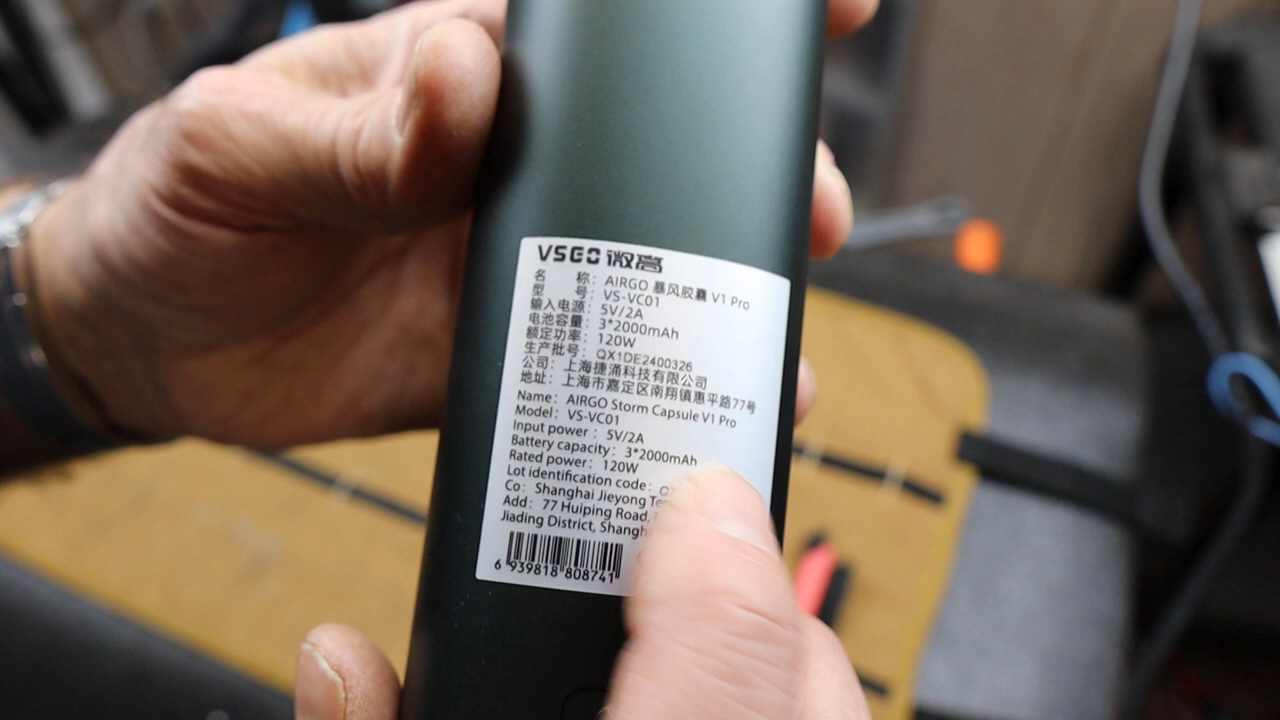 VSGO 微高
名 称：AIRGO 暴风胶囊 V1 Pro
型 号：VS-VC01
输入电源：5V/2A
电池容量：3*2000mAh
额定功率：120W
生产批号：QX1DE2400326
公司：上海捷涌科技有限公司
地址：上海市嘉定区南翔镇惠平路77号
Name：AIRGO Storm Capsule V1 Pro
Model：VS-VC01
Input power：5V/2A
Battery capacity：3*2000mAh
Rated power：120W
Lot identification code：
Co：Shanghai Jieyong
Add：77 Huiping Road,
Jiading District,
6 939818 808741